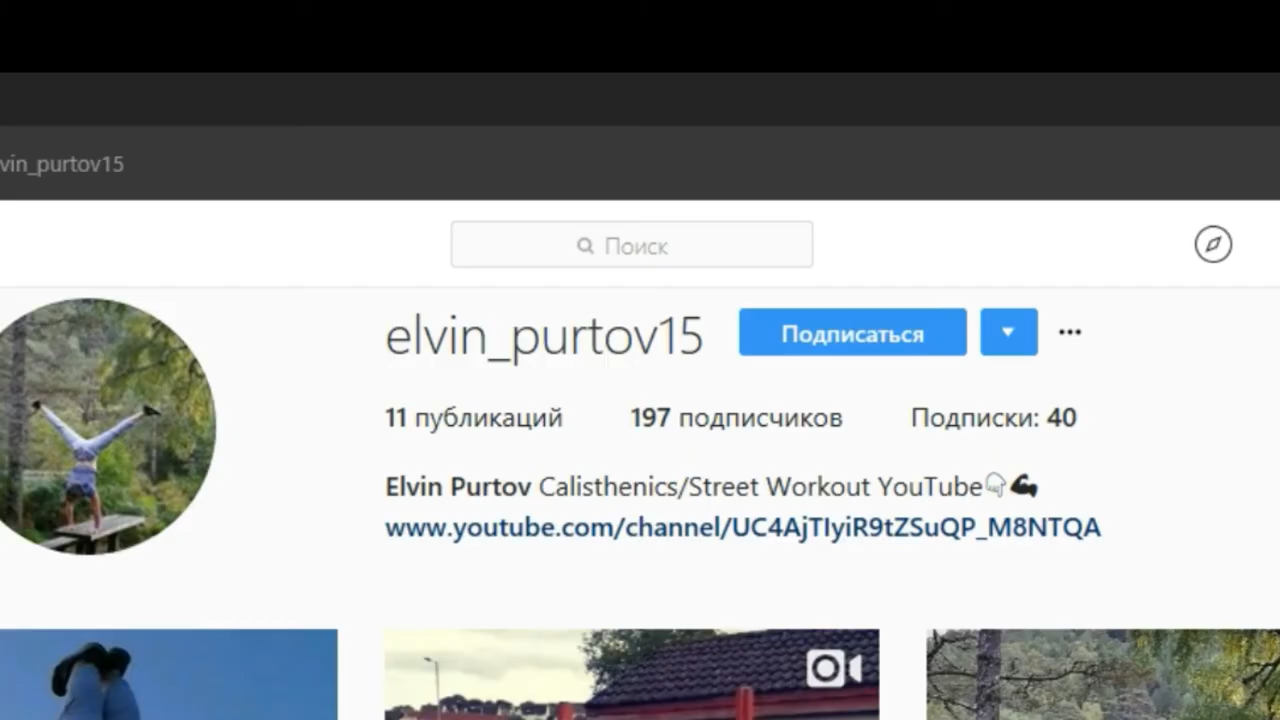 vin_purtov15
Поиск
elvin_purtov15 Подписаться
11 публикаций 197 подписчиков Подписки: 40
Elvin Purtov Calisthenics/Street Workout YouTube👇💪
www.youtube.com/channel/UC4AjTIyiR9tZSuQP_M8NTQA